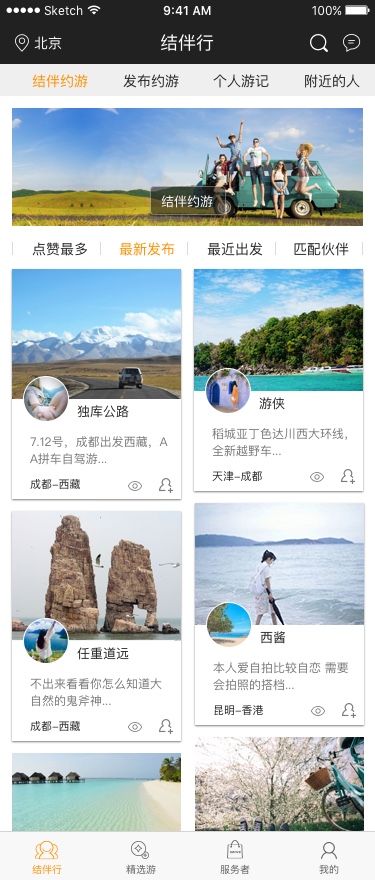 Sketch 9:41 AM 100%
北京 结伴行
结伴约游 发布约游 个人游记 附近的人
结伴约游
点赞最多 最新发布 最近出发 匹配伙伴
独库公路
7.12号，成都出发西藏，A
A拼车自驾游...
成都-西藏
游侠
稻城亚丁色达川西大环线，
全新越野车...
天津-成都
任重道远
不出来看看你怎么知道大
自然的鬼斧神...
成都-西藏
西酱
本人爱自拍比较自恋 需要
会拍照的搭档...
昆明-香港
结伴行 精选游 服务者 我的